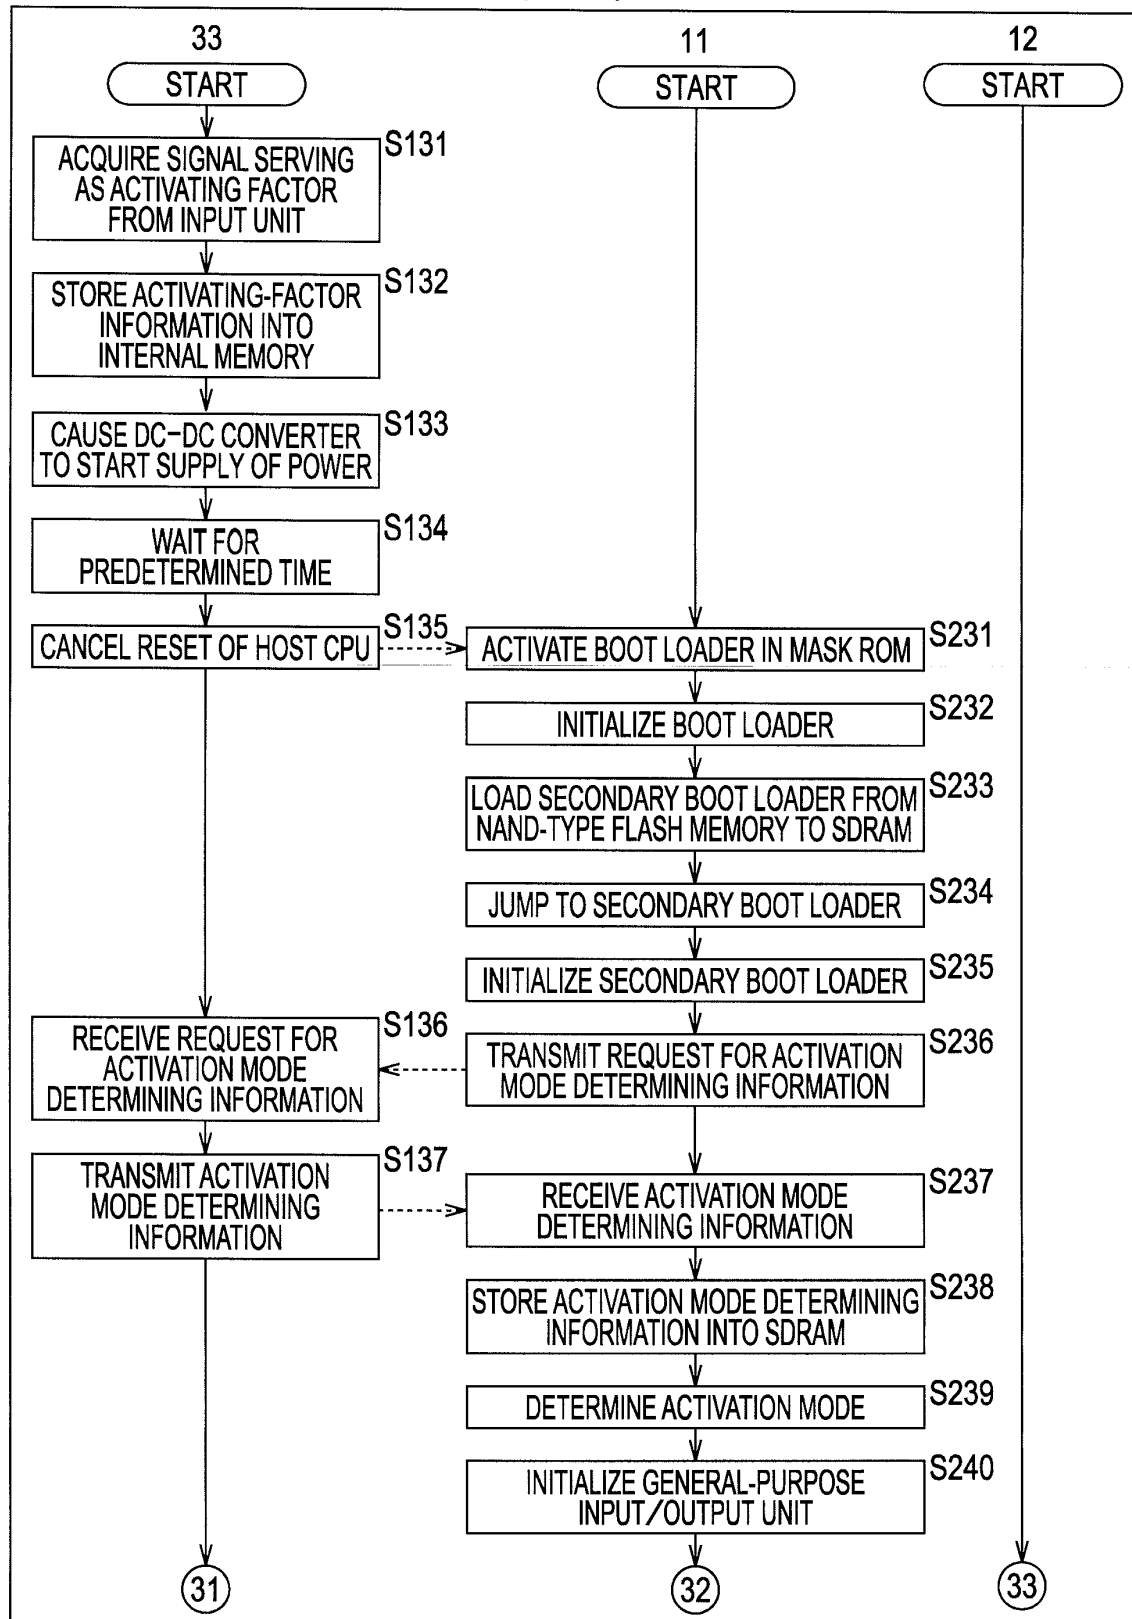 33
11
12
START
START
START
S131
ACQUIRE SIGNAL SERVING
AS ACTIVATING FACTOR
FROM INPUT UNIT
S132
STORE ACTIVATING-FACTOR
INFORMATION INTO
INTERNAL MEMORY
S133
CAUSE DC-DC CONVERTER
TO START SUPPLY OF POWER
S134
WAIT FOR
PREDETERMINED TIME
S135
CANCEL RESET OF HOST CPU
S231
ACTIVATE BOOT LOADER IN MASK ROM
S232
INITIALIZE BOOT LOADER
S233
LOAD SECONDARY BOOT LOADER FROM
NAND-TYPE FLASH MEMORY TO SDRAM
S234
JUMP TO SECONDARY BOOT LOADER
S235
INITIALIZE SECONDARY BOOT LOADER
S136
RECEIVE REQUEST FOR
ACTIVATION MODE
DETERMINING INFORMATION
S236
TRANSMIT REQUEST FOR ACTIVATION
MODE DETERMINING INFORMATION
S137
TRANSMIT ACTIVATION
MODE DETERMINING
INFORMATION
S237
RECEIVE ACTIVATION MODE
DETERMINING INFORMATION
S238
STORE ACTIVATION MODE DETERMINING
INFORMATION INTO SDRAM
S239
DETERMINE ACTIVATION MODE
S240
INITIALIZE GENERAL-PURPOSE
INPUT/OUTPUT UNIT
31
32
33